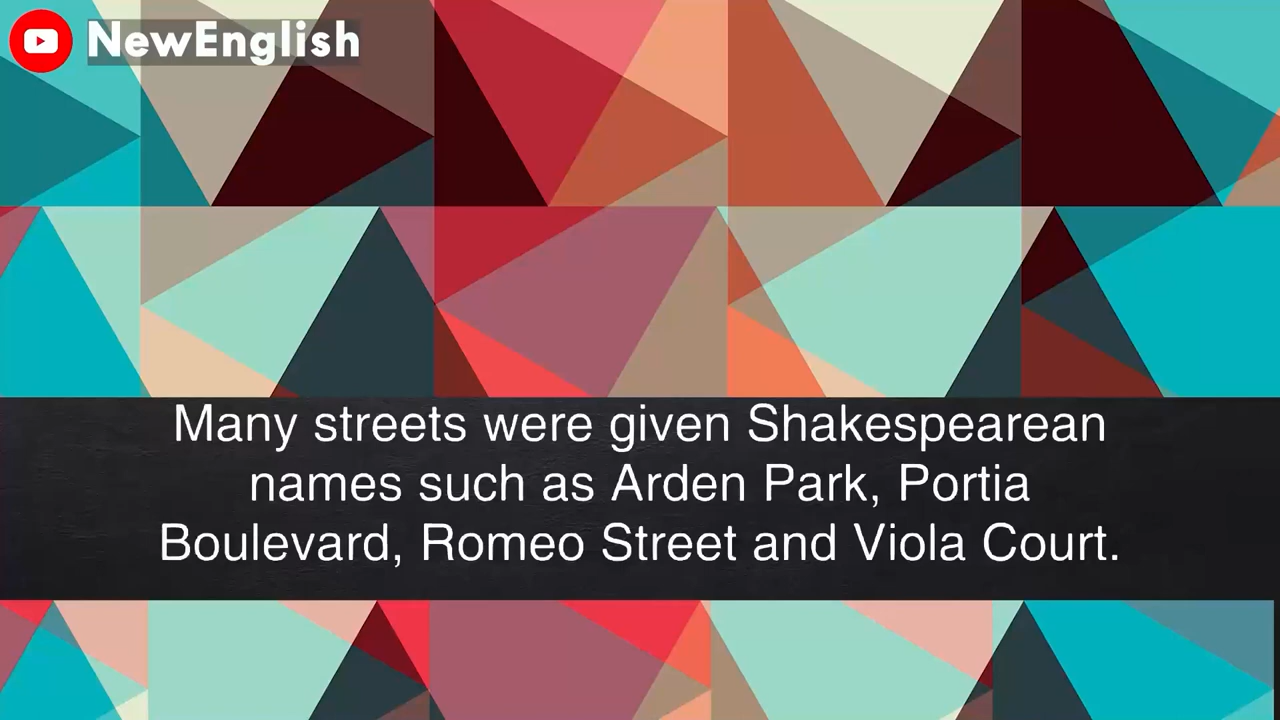 NewEnglish
Many streets were given Shakespearean
names such as Arden Park, Portia
Boulevard, Romeo Street and Viola Court.